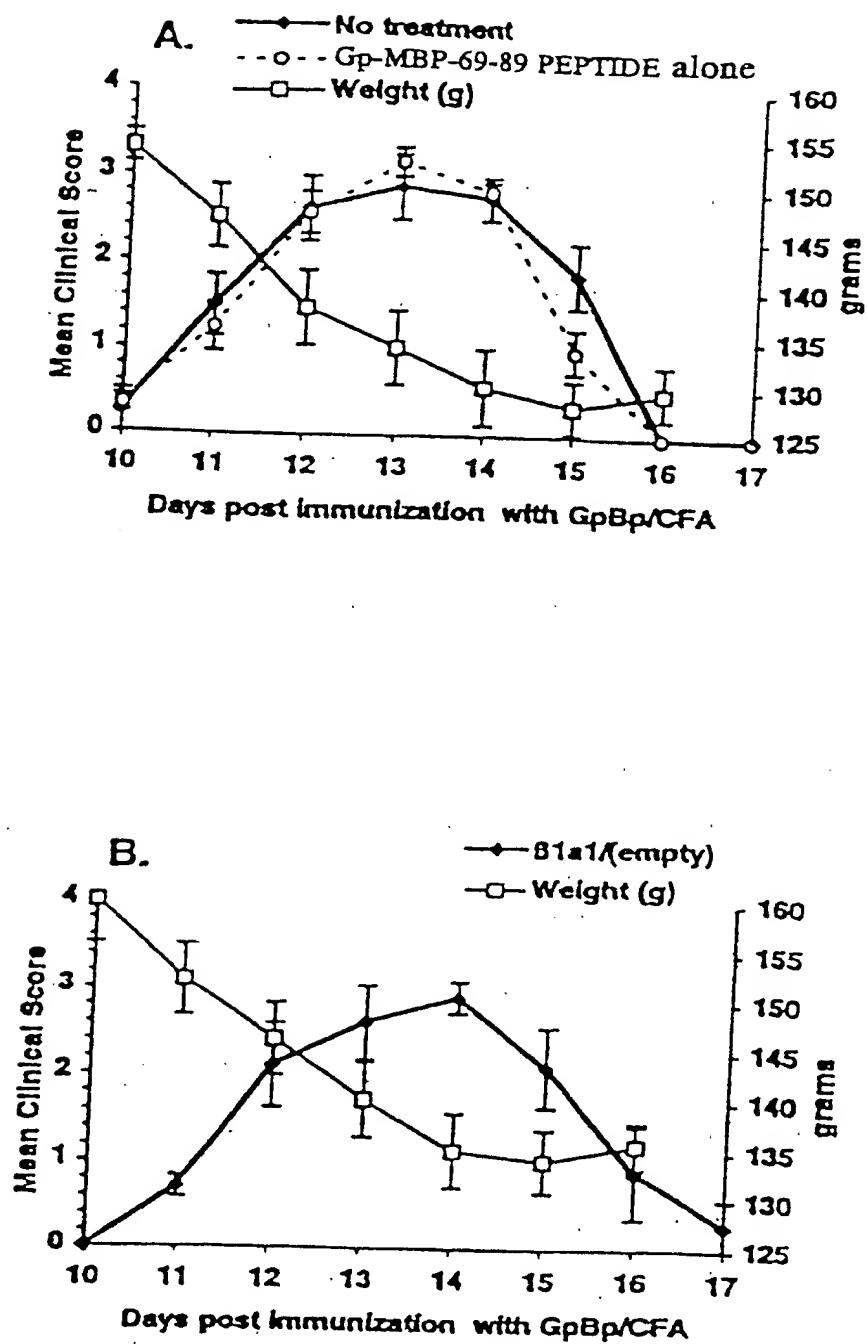 A.
No treatment
Gp-MBP-69-89 PEPTIDE alone
Weight (g)
Mean Clinical Score
4
3
2
1
0
160
155
150
145
140
135
130
125
grams
10 11 12 13 14 15 16 17
Days post immunization with GpBp/CFA
B.
β1a1/(empty)
Weight (g)
Mean Clinical Score
4
3
2
1
0
160
155
150
145
140
135
130
125
grams
10 11 12 13 14 15 16 17
Days post immunization with GpBp/CFA